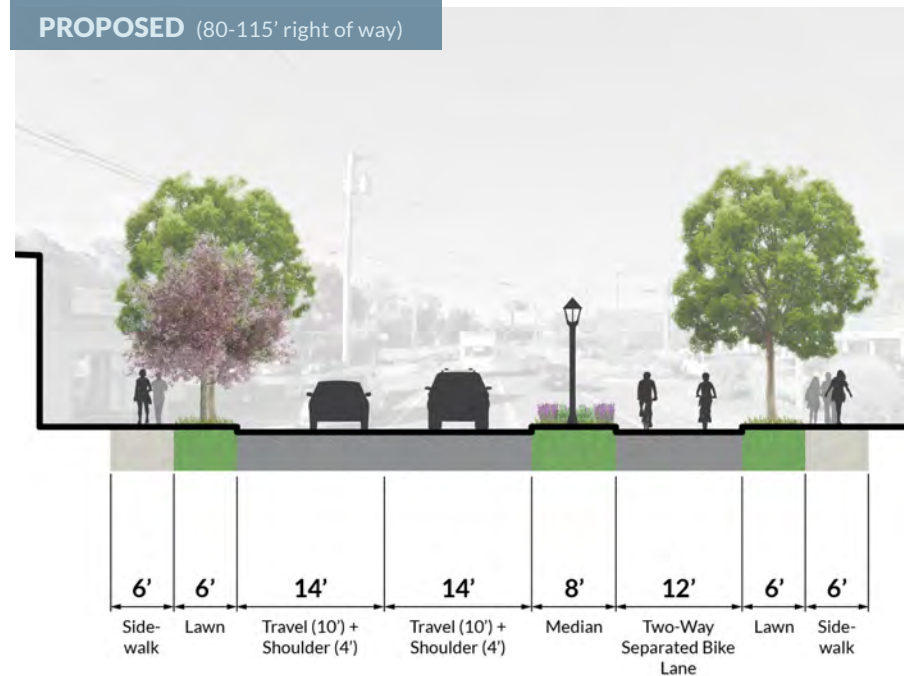 PROPOSED (80-115’ right of way)
6’ 6’ 14’ 14’ 8’ 12’ 6’ 6’
Side-
walk
Lawn
Travel (10’) +
Shoulder (4’)
Travel (10’) +
Shoulder (4’)
Median
Two-Way
Separated Bike
Lane
Lawn
Side-
walk